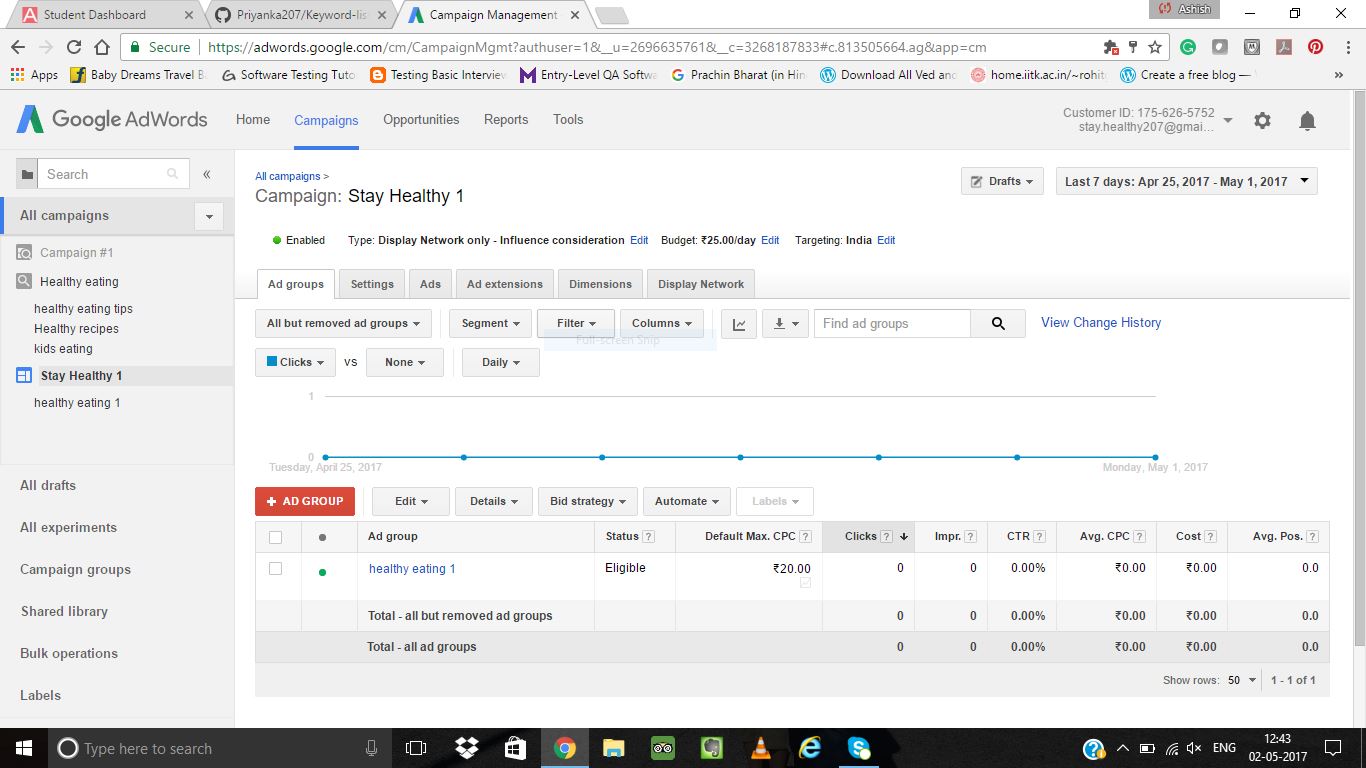 Student Dashboard
Priyanka207/Keyword-lis
Campaign Management
Ashish
Secure https://adwords.google.com/cm/CampaignMgmt?authuser=1&__u=2696635761&__c=3268187833#c.813505664.ag&app=cm
Apps Baby Dreams Travel B Software Testing Tuto Testing Basic Interview Entry-Level QA Softwa Prachin Bharat (in Hin Download All Ved and home.iitk.ac.in/~rohit Create a free blog — »
Google AdWords Home Campaigns Opportunities Reports Tools
Customer ID: 175-626-5752
stay.healthy207@gmai...
Search «
All campaigns
Campaign #1
Healthy eating
healthy eating tips
Healthy recipes
kids eating
Stay Healthy 1
healthy eating 1
All drafts
All experiments
Campaign groups
Shared library
Bulk operations
Labels
All campaigns >
Campaign: Stay Healthy 1
Drafts Last 7 days: Apr 25, 2017 - May 1, 2017
Enabled Type: Display Network only - Influence consideration Edit Budget: ₹25.00/day Edit Targeting: India Edit
Ad groups Settings Ads Ad extensions Dimensions Display Network
All but removed ad groups Segment Filter Columns Find ad groups View Change History
Full-screen Snip
Clicks VS None Daily
1
0
Tuesday, April 25, 2017 Monday, May 1, 2017
+ AD GROUP Edit Details Bid strategy Automate Labels
Ad group Status ? Default Max. CPC ? Clicks ? Impr. ? CTR ? Avg. CPC ? Cost ? Avg. Pos. ?
healthy eating 1 Eligible ₹20.00 0 0 0.00% ₹0.00 ₹0.00 0.0
Total - all but removed ad groups 0 0 0.00% ₹0.00 ₹0.00 0.0
Total - all ad groups 0 0 0.00% ₹0.00 ₹0.00 0.0
Show rows: 50 1 - 1 of 1
Type here to search
ENG
12:43
02-05-2017